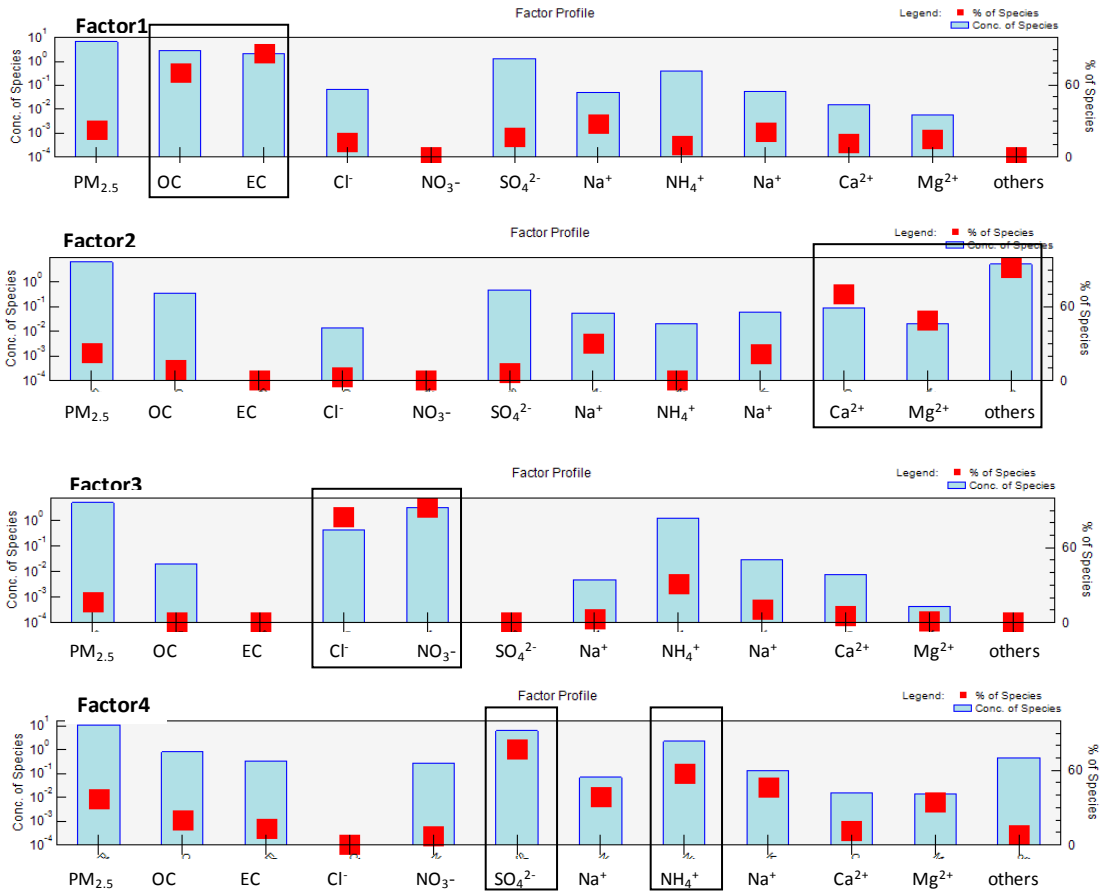 Factor1
Factor Profile
Legend: % of Species
Conc. of Species
Conc. of Species
10¹
10⁰
10⁻¹
10⁻²
10⁻³
10⁻⁴
60
0
% of Species
PM₂.₅ OC EC Cl⁻ NO₃- SO₄²⁻ Na⁺ NH₄⁺ Na⁺ Ca²⁺ Mg²⁺ others
Factor2
Factor Profile
Legend: % of Species
Conc. of Species
Conc. of Species
10⁰
10⁻¹
10⁻²
10⁻³
10⁻⁴
60
0
% of Species
PM₂.₅ OC EC Cl⁻ NO₃- SO₄²⁻ Na⁺ NH₄⁺ Na⁺ Ca²⁺ Mg²⁺ others
Factor3
Factor Profile
Legend: % of Species
Conc. of Species
Conc. of Species
10⁰
10⁻¹
10⁻²
10⁻³
10⁻⁴
60
0
% of Species
PM₂.₅ OC EC Cl⁻ NO₃- SO₄²⁻ Na⁺ NH₄⁺ Na⁺ Ca²⁺ Mg²⁺ others
Factor4
Factor Profile
Legend: % of Species
Conc. of Species
Conc. of Species
10¹
10⁰
10⁻¹
10⁻²
10⁻³
10⁻⁴
60
0
% of Species
PM₂.₅ OC EC Cl⁻ NO₃- SO₄²⁻ Na⁺ NH₄⁺ Na⁺ Ca²⁺ Mg²⁺ others